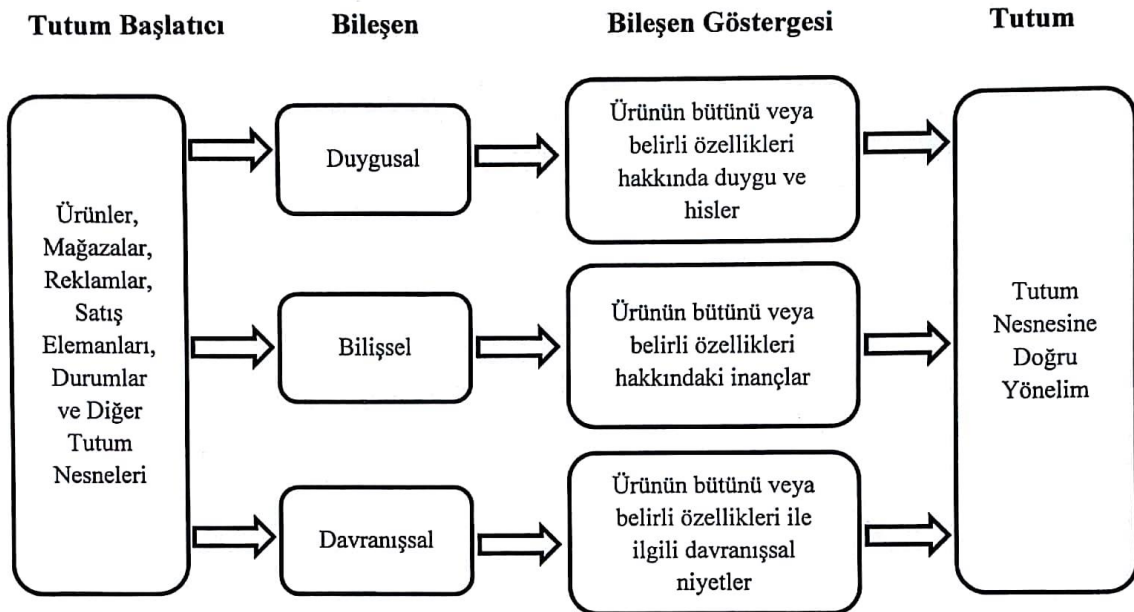 Tutum Başlatıcı
Bileşen
Bileşen Göstergesi
Tutum
Ürünler,
Mağazalar,
Reklamlar,
Satış
Elemanları,
Durumlar
ve Diğer
Tutum
Nesneleri
Duygusal
Ürünün bütünü veya
belirli özellikleri
hakkında duygu ve
hisler
Bilişsel
Ürünün bütünü veya
belirli özellikleri
hakkındaki inançlar
Davranışsal
Ürünün bütünü veya
belirli özellikleri ile
ilgili davranışsal
niyetler
Tutum
Nesnesine
Doğru
Yönelim